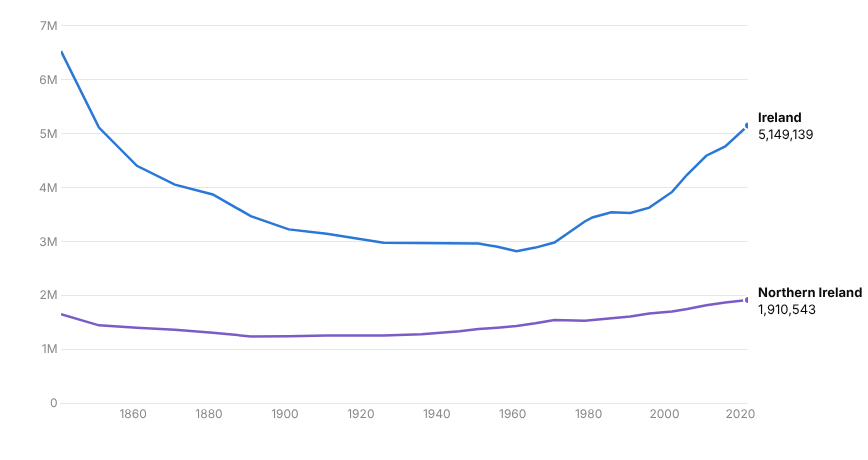 7M
6M
5M
4M
3M
2M
1M
0
Ireland
5,149,139
Northern Ireland
1,910,543
1860 1880 1900 1920 1940 1960 1980 2000 2020